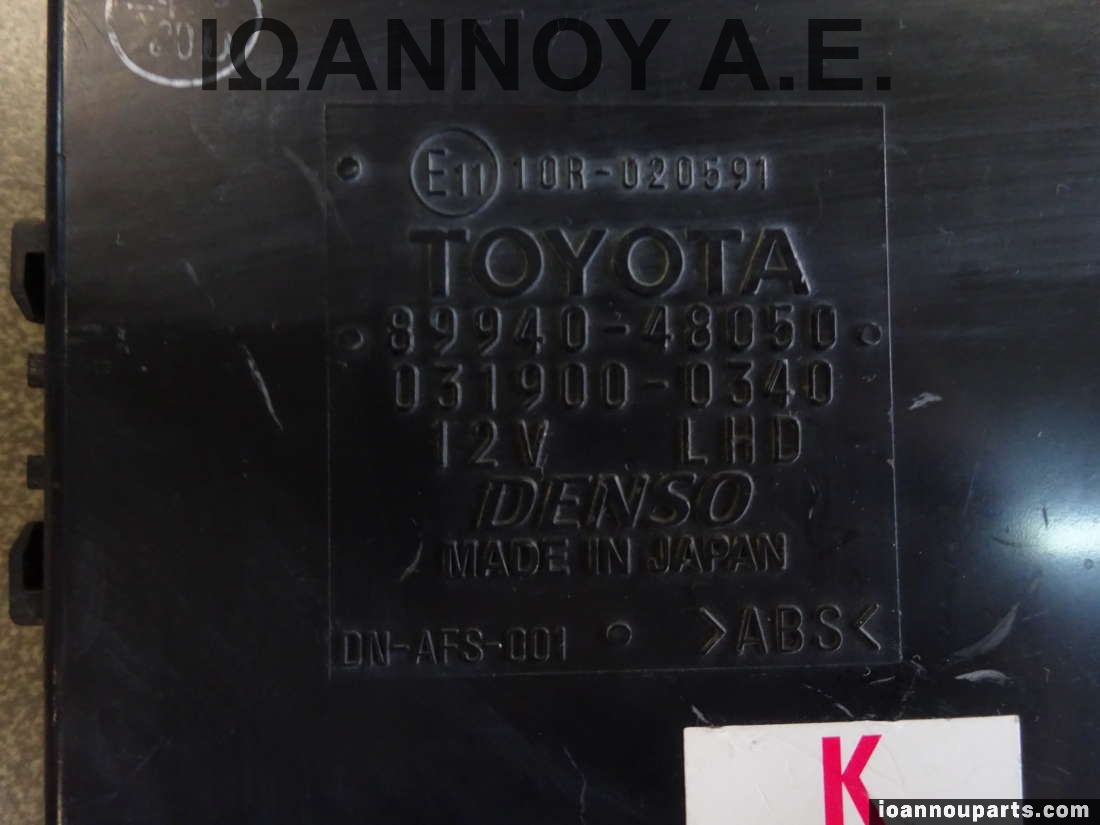 ΙΩΑΝΝΟΥ Α.Ε.
E11 10R-020591
TOYOTA
89940-48050
031900-0340
12V LHD
DENSO
MADE IN JAPAN
DN-AFS-001 >ABS<
K
ioannouparts.com